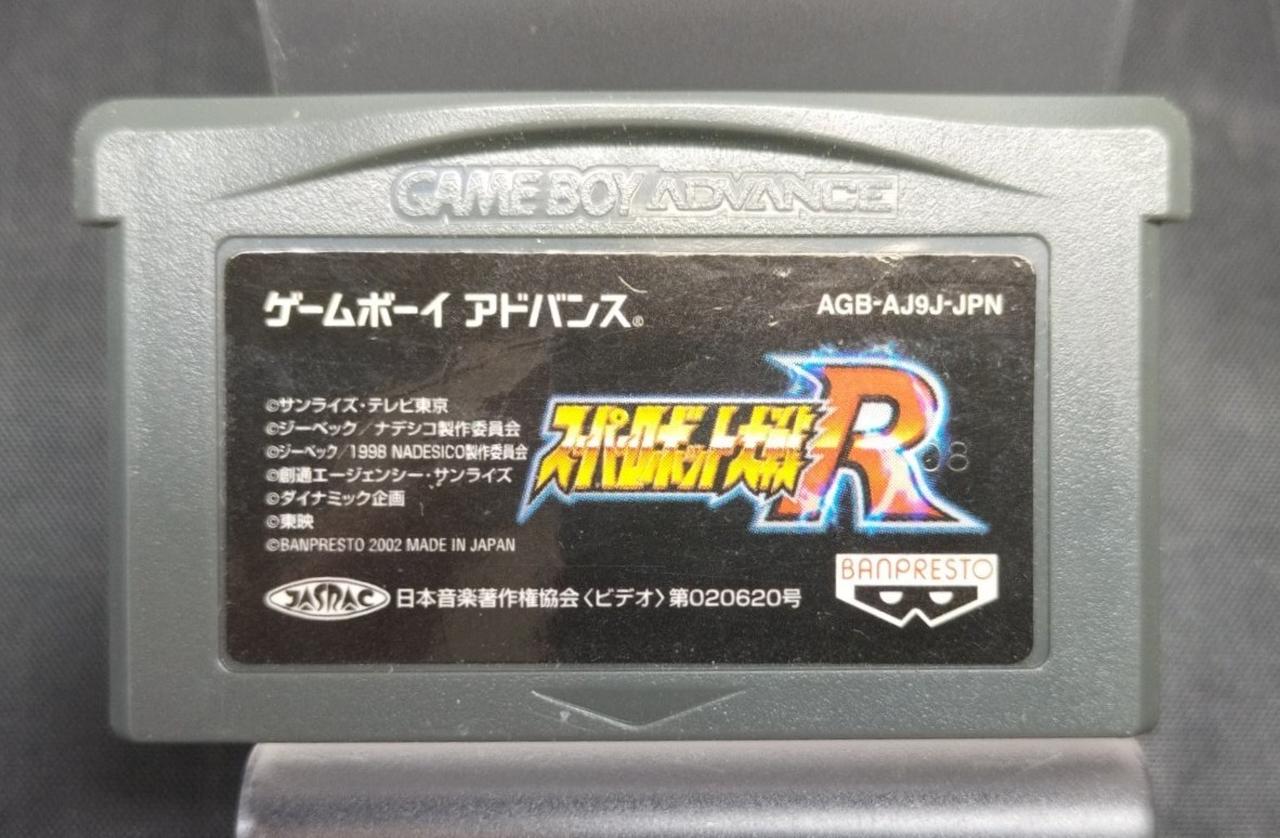 GAME BOY ADVANCE
ゲームボーイ アドバンス®
AGB-AJ9J-JPN
©サンライズ・テレビ東京
©ジーベック/ナデシコ製作委員会
©ジーベック/1998 NADESICO製作委員会
©創通エージェンシー・サンライズ
©ダイナミック企画
©東映
©BANPRESTO 2002 MADE IN JAPAN
スーパーロボット大戦R
08
BANPRESTO
JASRAC 日本音楽著作権協会〈ビデオ〉第020620号